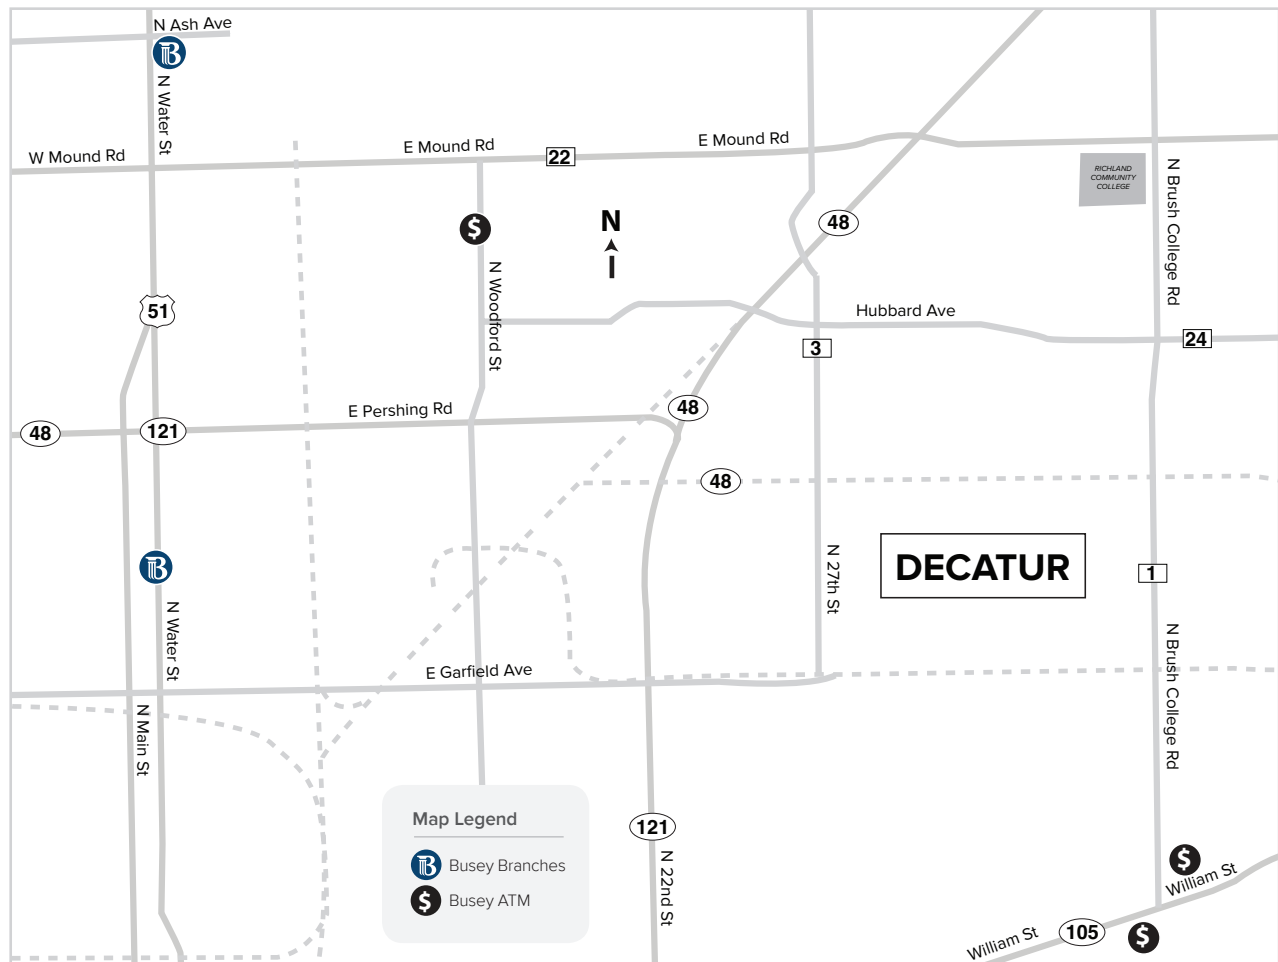 N Ash Ave
N Water St
W Mound Rd
E Mound Rd
22
E Mound Rd
RICHLAND
COMMUNITY
COLLEGE
N Brush College Rd
$
N
48
N Woodford St
51
Hubbard Ave
24
3
E Pershing Rd
48
48
121
48
N 27th St
DECATUR
1
N Water St
E Garfield Ave
N Brush College Rd
N Main St
Map Legend
B Busey Branches
$ Busey ATM
121
N 22nd St
$
William St
William St
105
$
B
B